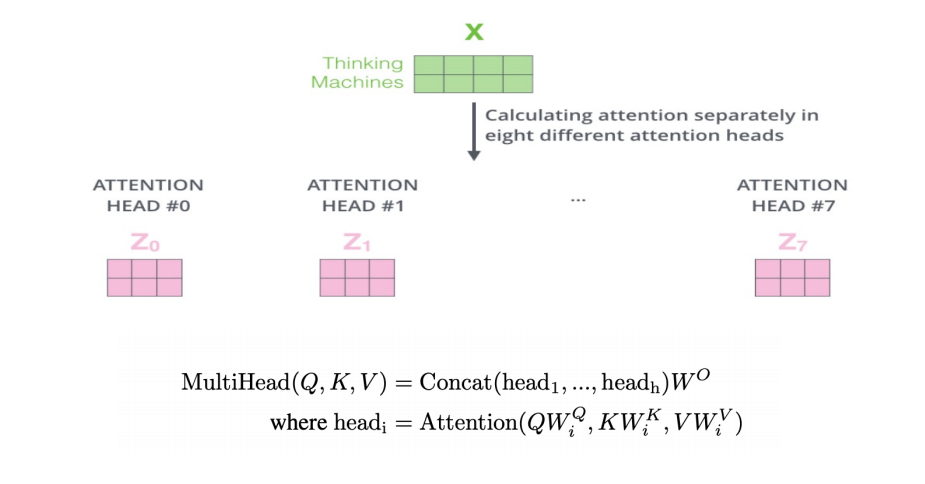 X
Thinking
Machines
Calculating attention separately in
eight different attention heads
ATTENTION
HEAD #0
ATTENTION
HEAD #1
...
ATTENTION
HEAD #7
Z₀
Z₁
Z₇
MultiHead(Q, K, V) = Concat(head₁, ..., headₕ)W^O
where headᵢ = Attention(QWᵢ^Q, KWᵢ^K, VWᵢ^V)